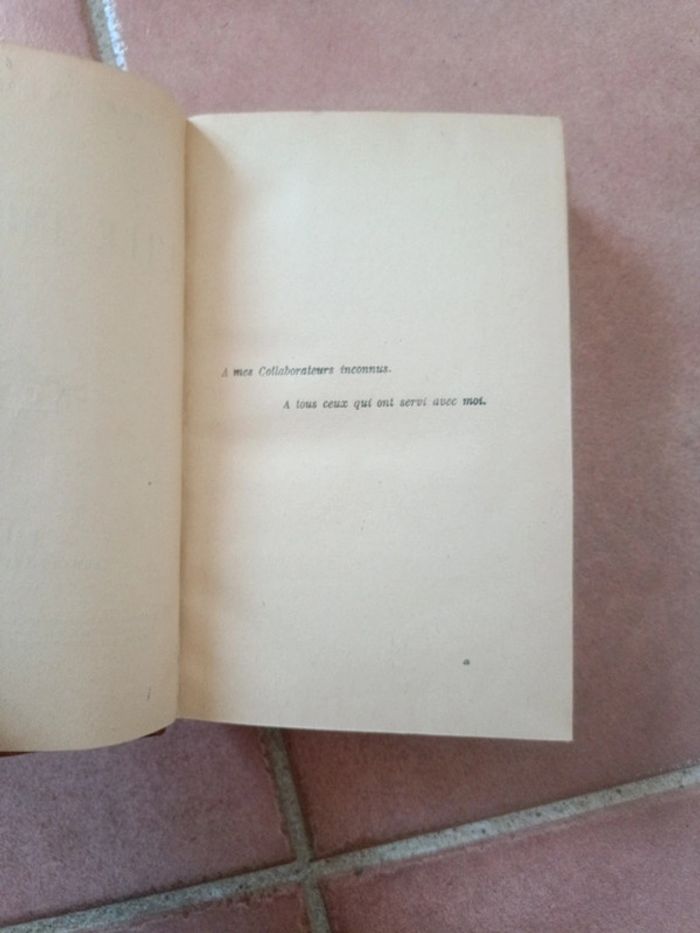 A mes Collaborateurs inconnus.
A tous ceux qui ont servi avec moi.
a